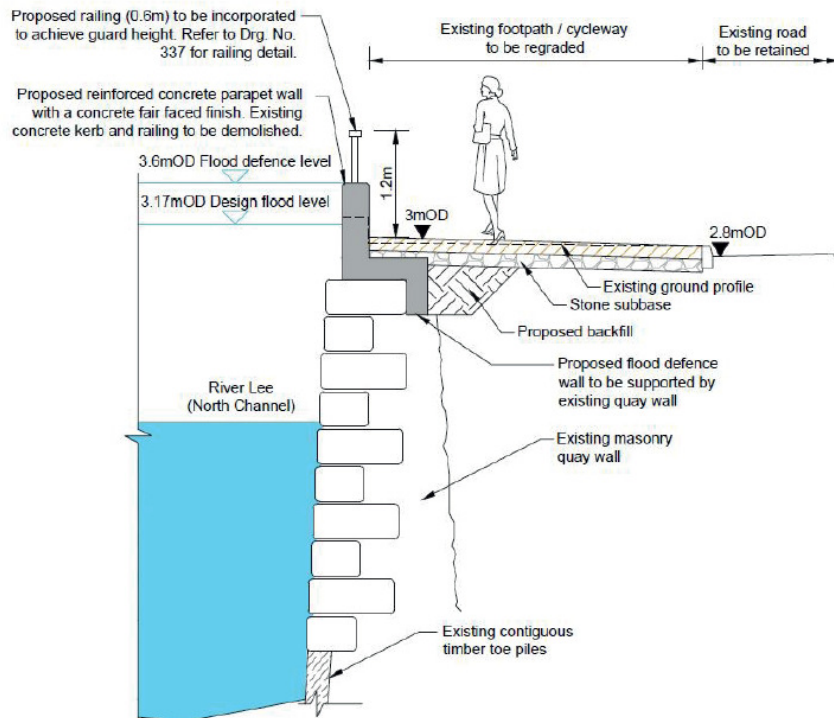 Proposed railing (0.6m) to be incorporated
to achieve guard height. Refer to Drg. No.
337 for railing detail.
Existing footpath / cycleway
to be regraded
Existing road
to be retained
Proposed reinforced concrete parapet wall
with a concrete fair faced finish. Existing
concrete kerb and railing to be demolished.
3.6mOD Flood defence level
1.2m
3.17mOD Design flood level
3mOD
2.8mOD
Existing ground profile
Stone subbase
Proposed backfill
Proposed flood defence
wall to be supported by
existing quay wall
River Lee
(North Channel)
Existing masonry
quay wall
Existing contiguous
timber toe piles